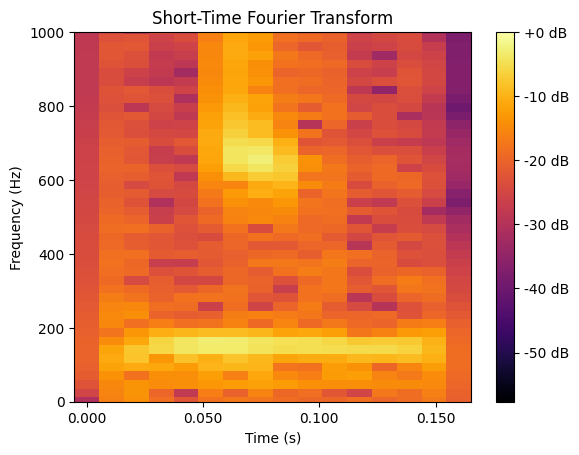 Short-Time Fourier Transform
Frequency (Hz)
1000
800
600
400
200
0
0.000
0.050
0.100
0.150
Time (s)
+0 dB
-10 dB
-20 dB
-30 dB
-40 dB
-50 dB